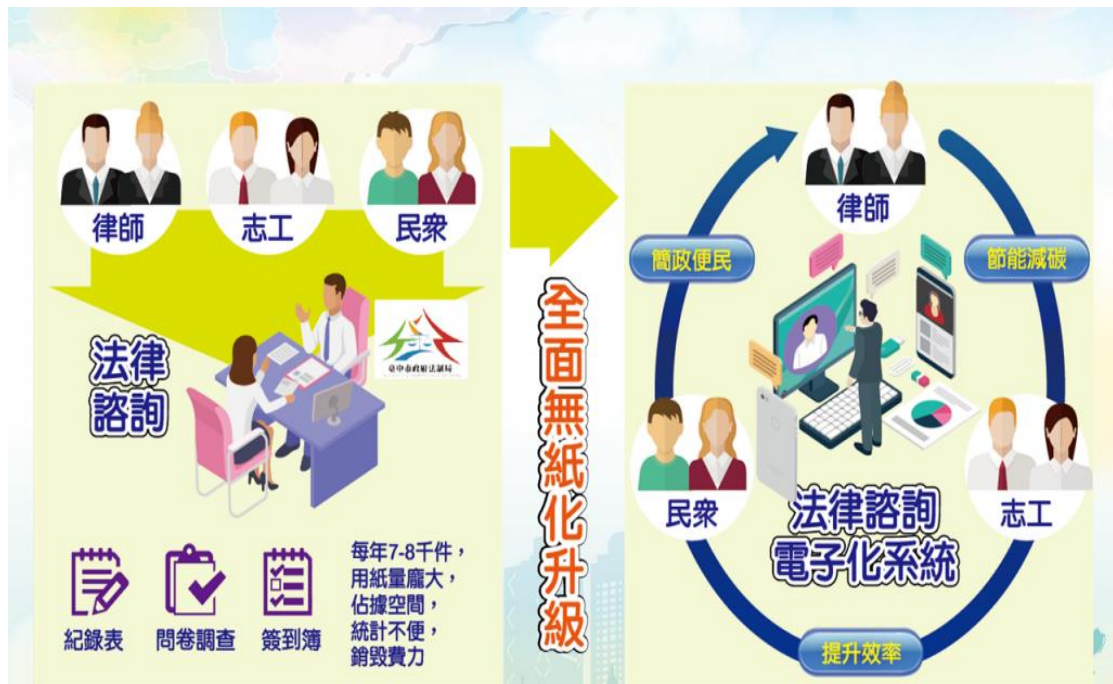 律師
志工
民眾
法律
諮詢
臺中市政府法制局
紀錄表
問卷調查
簽到簿
每年7-8千件，
用紙量龐大，
佔據空間，
統計不便，
銷毀費力
全面無紙化升級
律師
簡政便民
節能減碳
民眾
志工
法律諮詢
電子化系統
提升效率